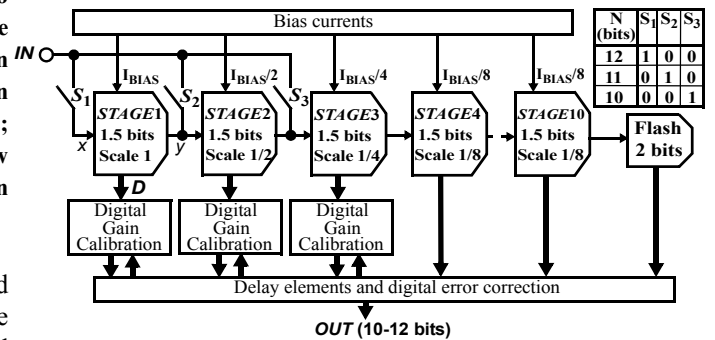 Bias currents
N S1 S2 S3
(bits)
12 1 0 0
11 0 1 0
10 0 0 1
IN
IBIAS IBIAS/2 IBIAS/4 IBIAS/8 IBIAS/8
S1 S2 S3
STAGE1 STAGE2 STAGE3 STAGE4 STAGE10
1.5 bits 1.5 bits 1.5 bits 1.5 bits 1.5 bits
Scale 1 Scale 1/2 Scale 1/4 Scale 1/8 Scale 1/8
Flash
2 bits
x y
D
Digital Digital Digital
Gain Gain Gain
Calibration Calibration Calibration
Delay elements and digital error correction
OUT (10-12 bits)